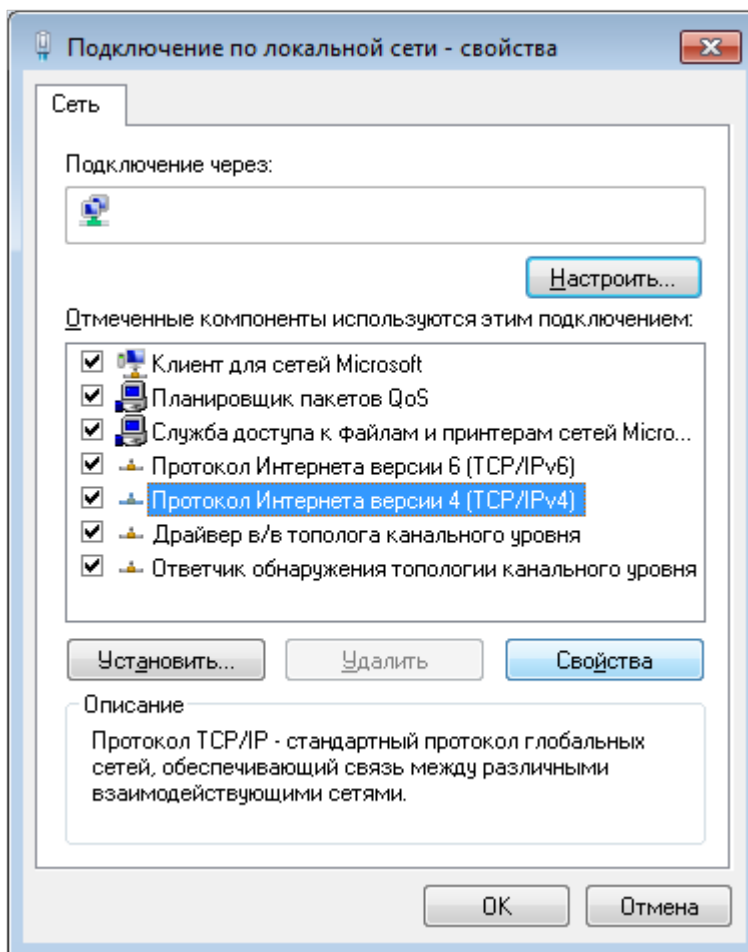 Подключение по локальной сети - свойства
Сеть
Подключение через:
Настроить...
Отмеченные компоненты используются этим подключением:
Клиент для сетей Microsoft
Планировщик пакетов QoS
Служба доступа к файлам и принтерам сетей Micro...
Протокол Интернета версии 6 (TCP/IPv6)
Протокол Интернета версии 4 (TCP/IPv4)
Драйвер в/в тополога канального уровня
Ответчик обнаружения топологии канального уровня
Установить... Удалить Свойства
Описание
Протокол TCP/IP - стандартный протокол глобальных
сетей, обеспечивающий связь между различными
взаимодействующими сетями.
OK Отмена